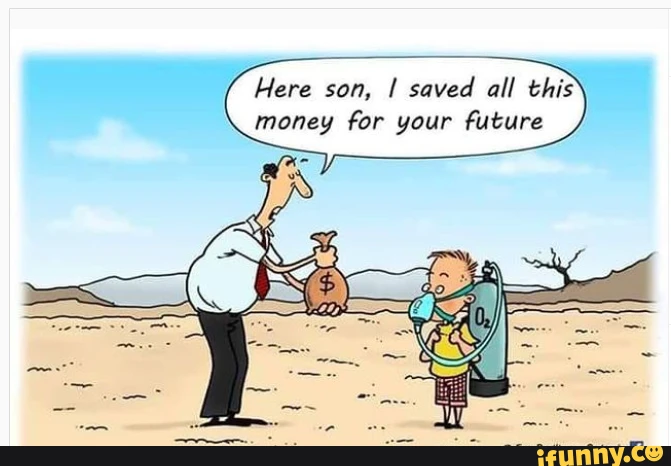 Here son, I saved all this
money for your future
$
O2
ifunny.co